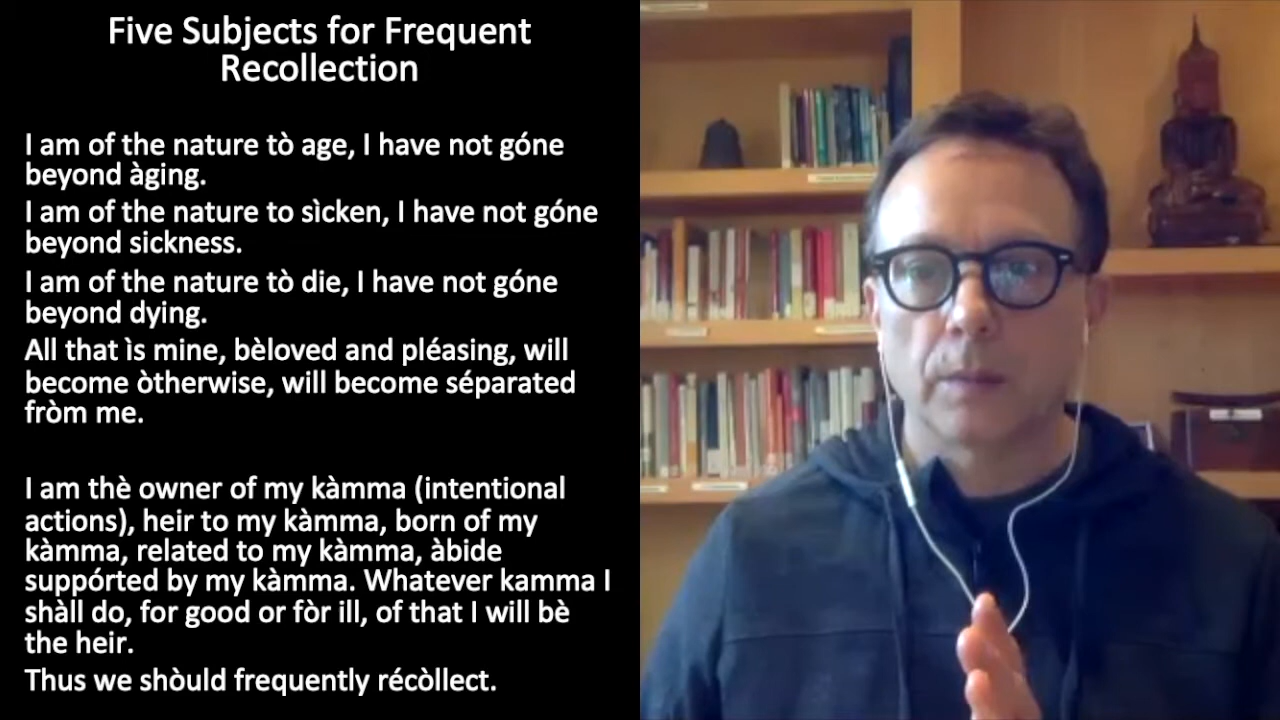 Five Subjects for Frequent
Recollection
I am of the nature tò age, I have not góne
beyond àging.
I am of the nature to sìcken, I have not góne
beyond sickness.
I am of the nature tò die, I have not góne
beyond dying.
All that ìs mine, bèloved and pléasing, will
become òtherwise, will become séparated
fròm me.
I am thè owner of my kàmma (intentional
actions), heir to my kàmma, born of my
kàmma, related to my kàmma, àbide
suppórted by my kàmma. Whatever kamma I
shàll do, for good or fòr ill, of that I will bè
the heir.
Thus we shòuld frequently récòllect.